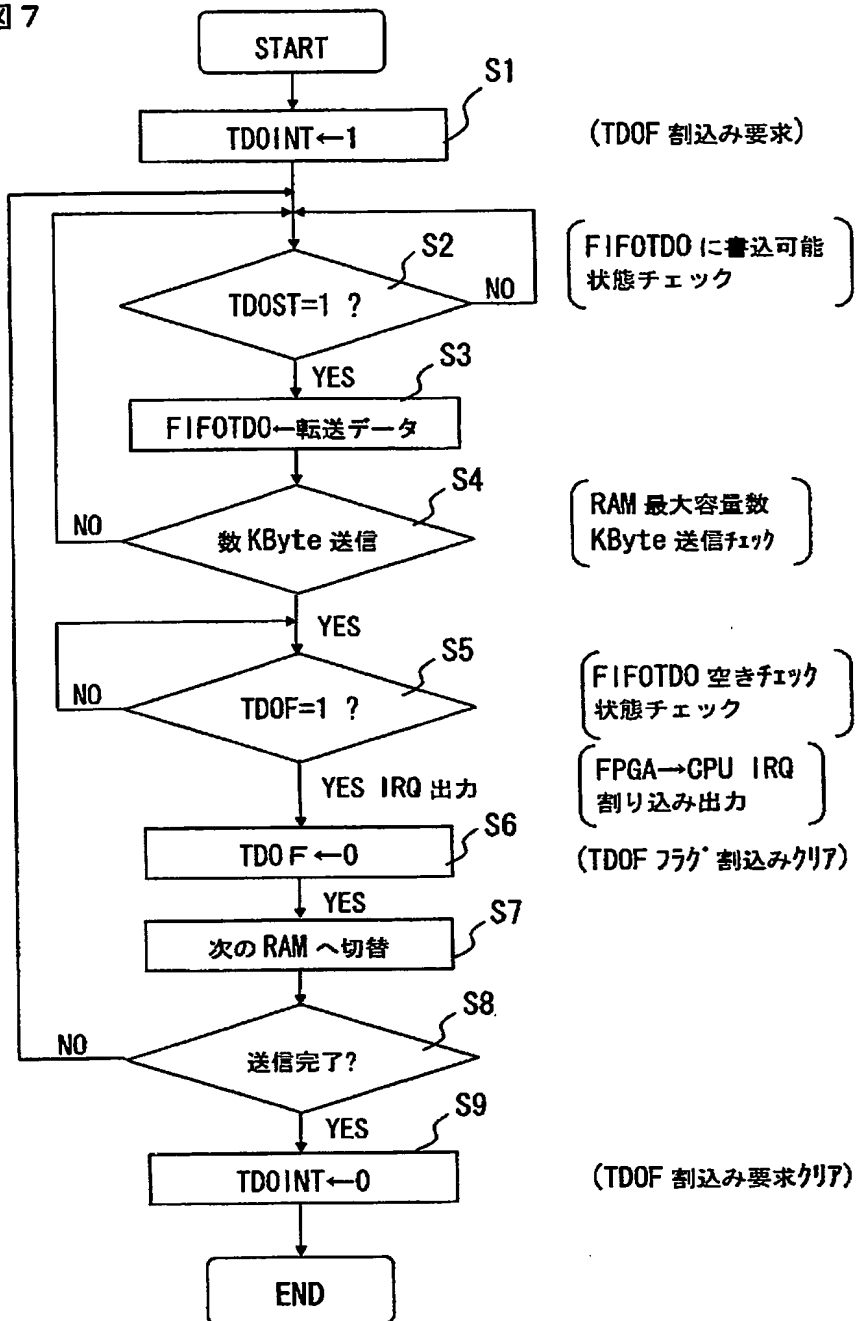 図7
START
S1
TDOINT←1
(TDOF 割込み要求)
S2
TDOST=1 ?
NO
FIFOTDO に書込可能
状態チェック
YES
S3
FIFOTDO←転送データ
S4
数 KByte 送信
NO
RAM 最大容量数
KByte 送信チェック
YES
S5
TDOF=1 ?
NO
FIFOTDO 空きチェック
状態チェック
YES IRQ 出力
FPGA→CPU IRQ
割り込み出力
S6
TDOF←0
(TDOF フラグ 割込みクリア)
YES
S7
次の RAM へ切替
S8
送信完了?
NO
YES
S9
TDOINT←0
(TDOF 割込み要求クリア)
END